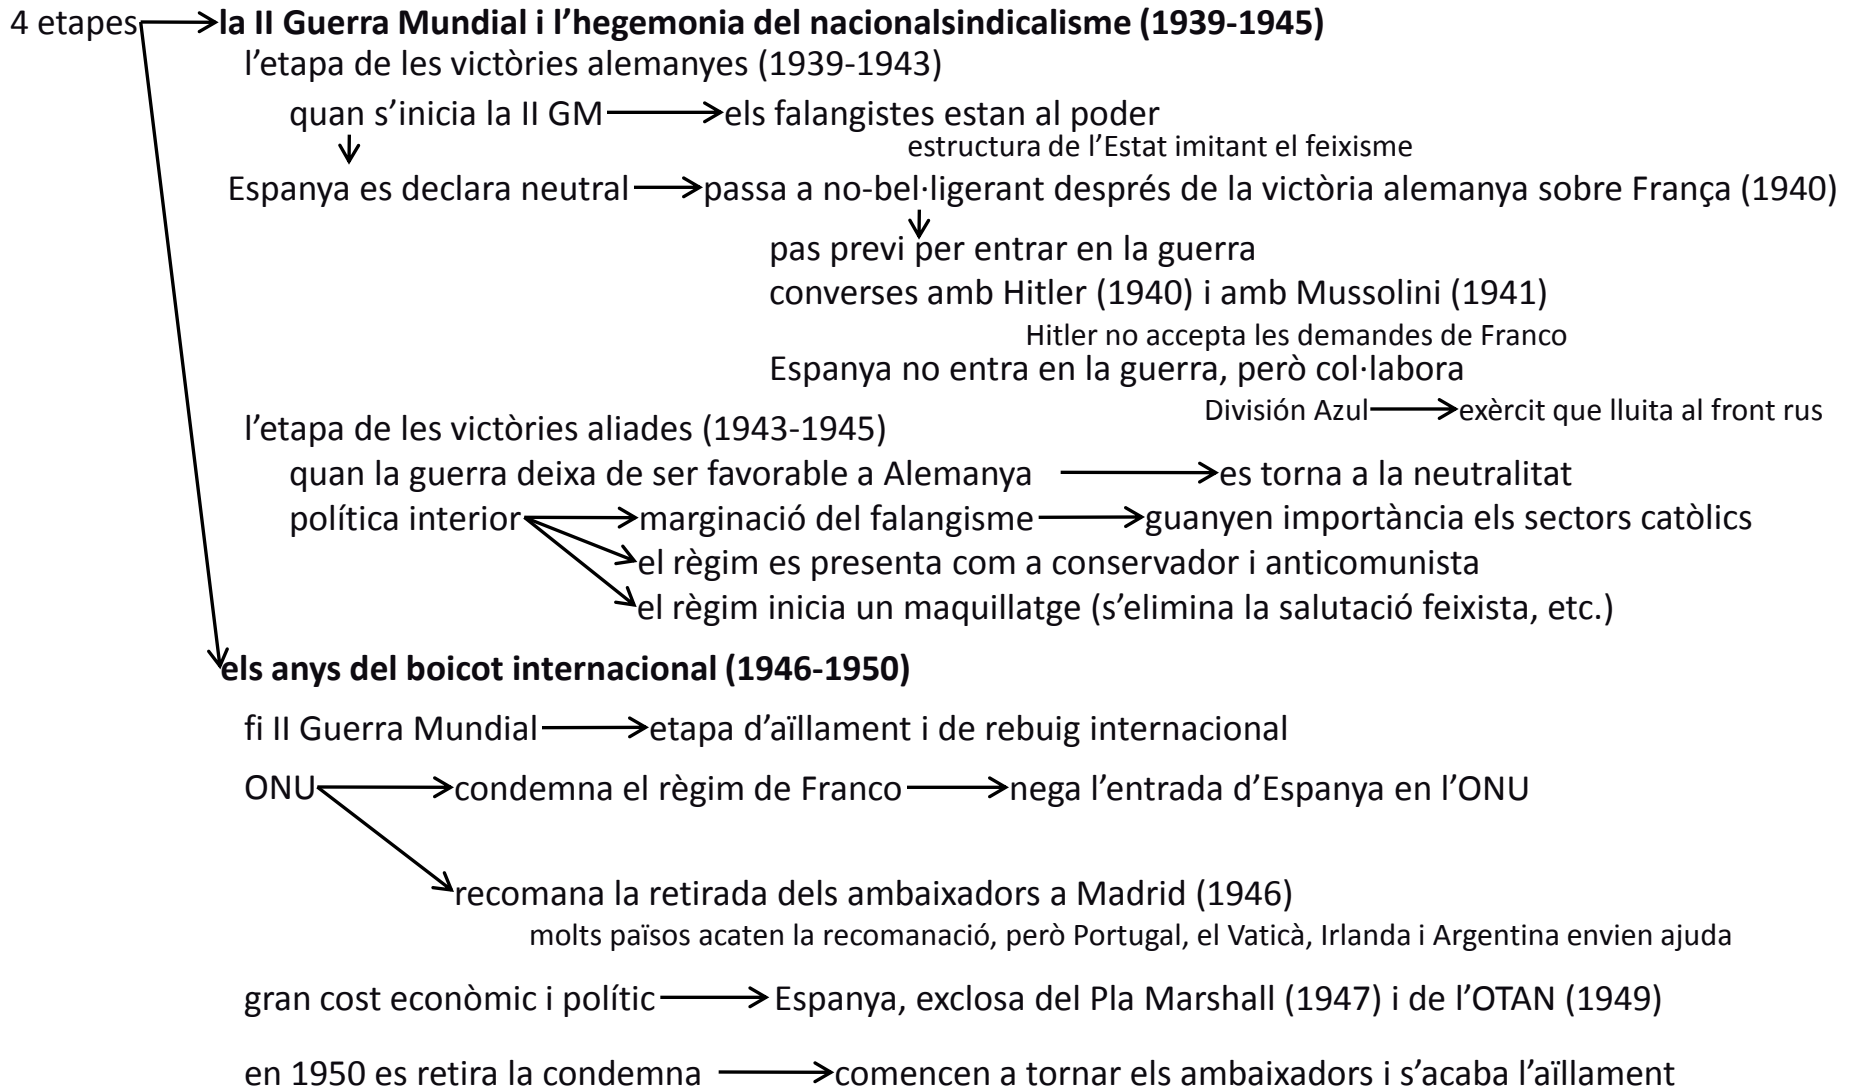 4 etapes la II Guerra Mundial i l’hegemonia del nacionalsindicalisme (1939-1945)
l’etapa de les victòries alemanyes (1939-1943)
quan s’inicia la II GM els falangistes estan al poder
estructura de l’Estat imitant el feixisme
Espanya es declara neutral passa a no-bel·ligerant després de la victòria alemanya sobre França (1940)
pas previ per entrar en la guerra
converses amb Hitler (1940) i amb Mussolini (1941)
Hitler no accepta les demandes de Franco
Espanya no entra en la guerra, però col·labora
División Azul exèrcit que lluita al front rus
l’etapa de les victòries aliades (1943-1945)
quan la guerra deixa de ser favorable a Alemanya es torna a la neutralitat
política interior marginació del falangisme guanyen importància els sectors catòlics
el règim es presenta com a conservador i anticomunista
el règim inicia un maquillatge (s’elimina la salutació feixista, etc.)
els anys del boicot internacional (1946-1950)
fi II Guerra Mundial etapa d’aïllament i de rebuig internacional
ONU condemna el règim de Franco nega l’entrada d’Espanya en l’ONU
recomana la retirada dels ambaixadors a Madrid (1946)
molts països acaten la recomanació, però Portugal, el Vaticà, Irlanda i Argentina envien ajuda
gran cost econòmic i polític Espanya, exclosa del Pla Marshall (1947) i de l’OTAN (1949)
en 1950 es retira la condemna comencen a tornar els ambaixadors i s’acaba l’aïllament